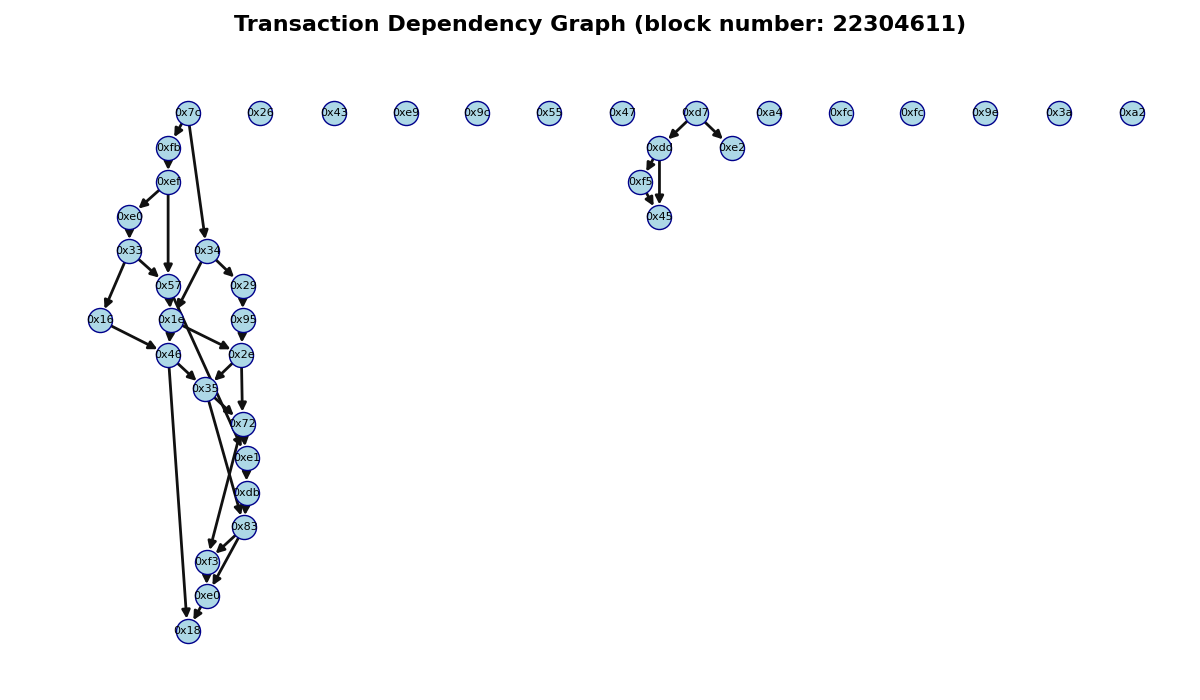 Transaction Dependency Graph (block number: 22304611)
0x7c 0x26 0x43 0xe9 0x9c 0x55 0x47 0xd7 0xa4 0xfc 0xfc 0x9e 0x3a 0xa2
0xfb 0xdd 0xe2
0xef 0xf5
0xe0 0x45
0x33 0x34
0x57 0x29
0x16 0x1e 0x95
0x46 0x2e
0x35
0x72
0xe1
0xdb
0x83
0xf3
0xe0
0x18